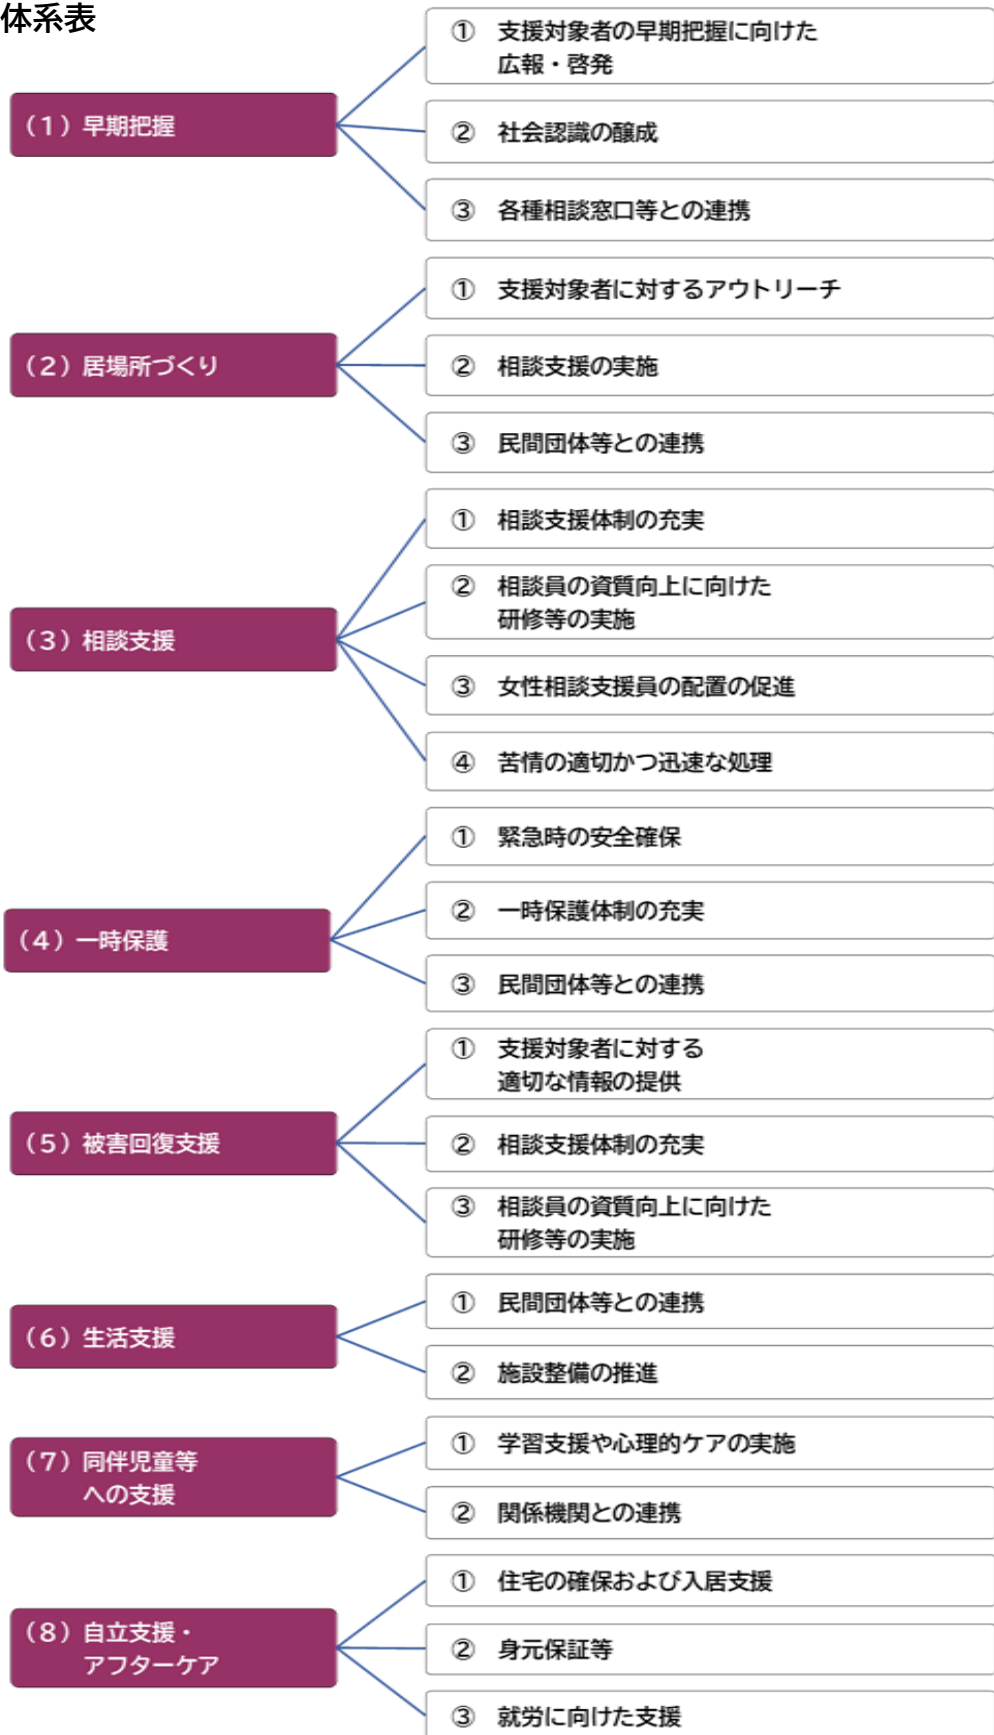 体系表
（1）早期把握
① 支援対象者の早期把握に向けた
広報・啓発
② 社会認識の醸成
③ 各種相談窓口等との連携
（2）居場所づくり
① 支援対象者に対するアウトリーチ
② 相談支援の実施
③ 民間団体等との連携
（3）相談支援
① 相談支援体制の充実
② 相談員の資質向上に向けた
研修等の実施
③ 女性相談支援員の配置の促進
④ 苦情の適切かつ迅速な処理
（4）一時保護
① 緊急時の安全確保
② 一時保護体制の充実
③ 民間団体等との連携
（5）被害回復支援
① 支援対象者に対する
適切な情報の提供
② 相談支援体制の充実
③ 相談員の資質向上に向けた
研修等の実施
（6）生活支援
① 民間団体等との連携
② 施設整備の推進
（7）同伴児童等
への支援
① 学習支援や心理的ケアの実施
② 関係機関との連携
（8）自立支援・
アフターケア
① 住宅の確保および入居支援
② 身元保証等
③ 就労に向けた支援